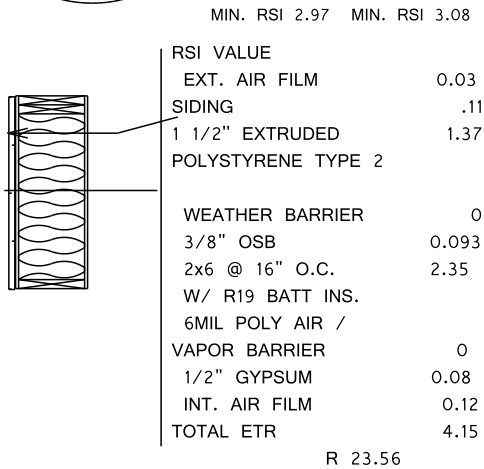 MIN. RSI 2.97 MIN. RSI 3.08
RSI VALUE
EXT. AIR FILM 0.03
SIDING .11
1 1/2" EXTRUDED 1.37
POLYSTYRENE TYPE 2
WEATHER BARRIER 0
3/8" OSB 0.093
2x6 @ 16" O.C. 2.35
W/ R19 BATT INS.
6MIL POLY AIR /
VAPOR BARRIER 0
1/2" GYPSUM 0.08
INT. AIR FILM 0.12
TOTAL ETR 4.15
R 23.56